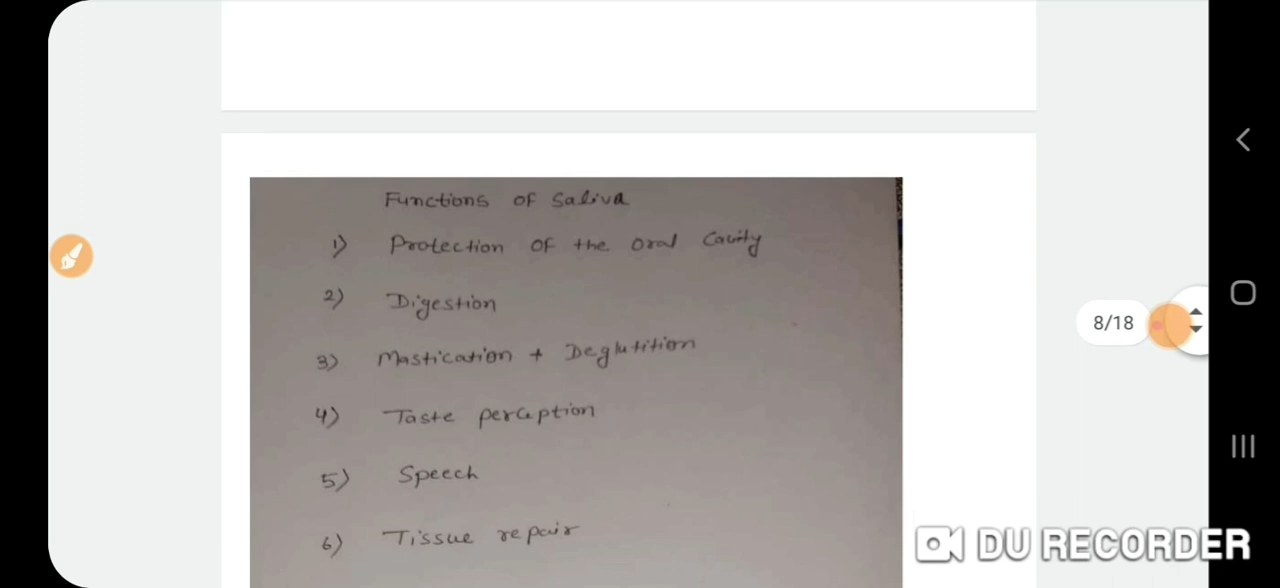 Functions of Saliva
1) Protection of the Oral Cavity
2) Digestion
3) Mastication + Deglutition
4) Taste perception
5) Speech
6) Tissue repair
8/18
DU RECORDER